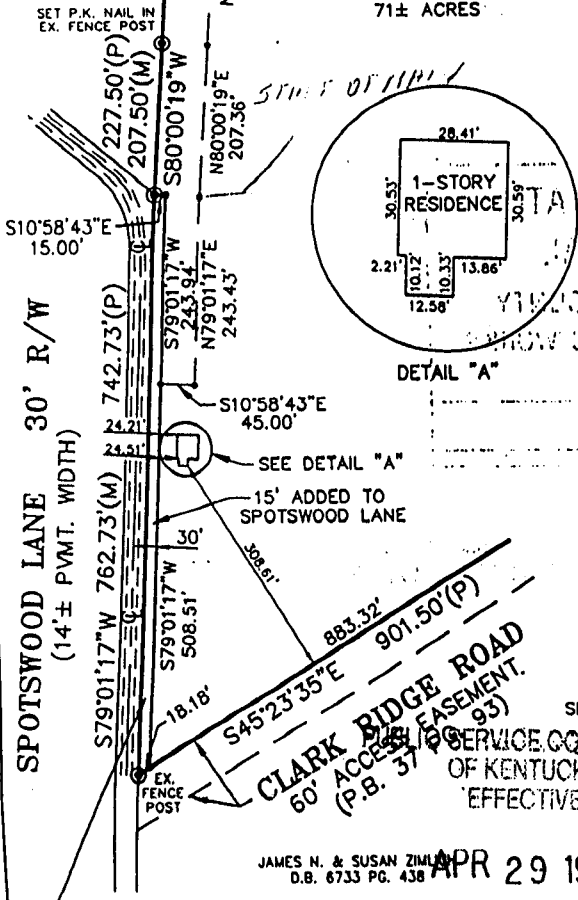 SET P.K. NAIL IN
EX. FENCE POST
71± ACRES
227.50'(P)
207.50'(M)
S80°00'19"W
N80°00'19"E
207.36'
S10°58'43"E
15.00'
28.41'
1-STORY
RESIDENCE
30.53'
30.59'
2.21'
10.12'
10.33'
13.86'
12.58'
DETAIL "A"
S79°01'17"W
243.94'
N79°01'17"E
243.43'
SPOTSWOOD LANE 30' R/W
(14'± PVMT. WIDTH)
742.73'(P)
S79°01'17"W 762.73'(M)
S10°58'43"E
45.00'
24.21'
24.51'
SEE DETAIL "A"
15' ADDED TO
SPOTSWOOD LANE
30'
308.61'
S79°01'17"W
508.51'
18.18'
883.32'
S45°23'35"E 901.50'(P)
CLARK RIDGE ROAD
60' ACCESS EASEMENT.
(P.B. 37 PG. 93)
EX.
FENCE
POST
SERVICE CO
OF KENTUCK
EFFECTIVE
APR 29 19
JAMES N. & SUSAN
D.B. 6733 PG. 438